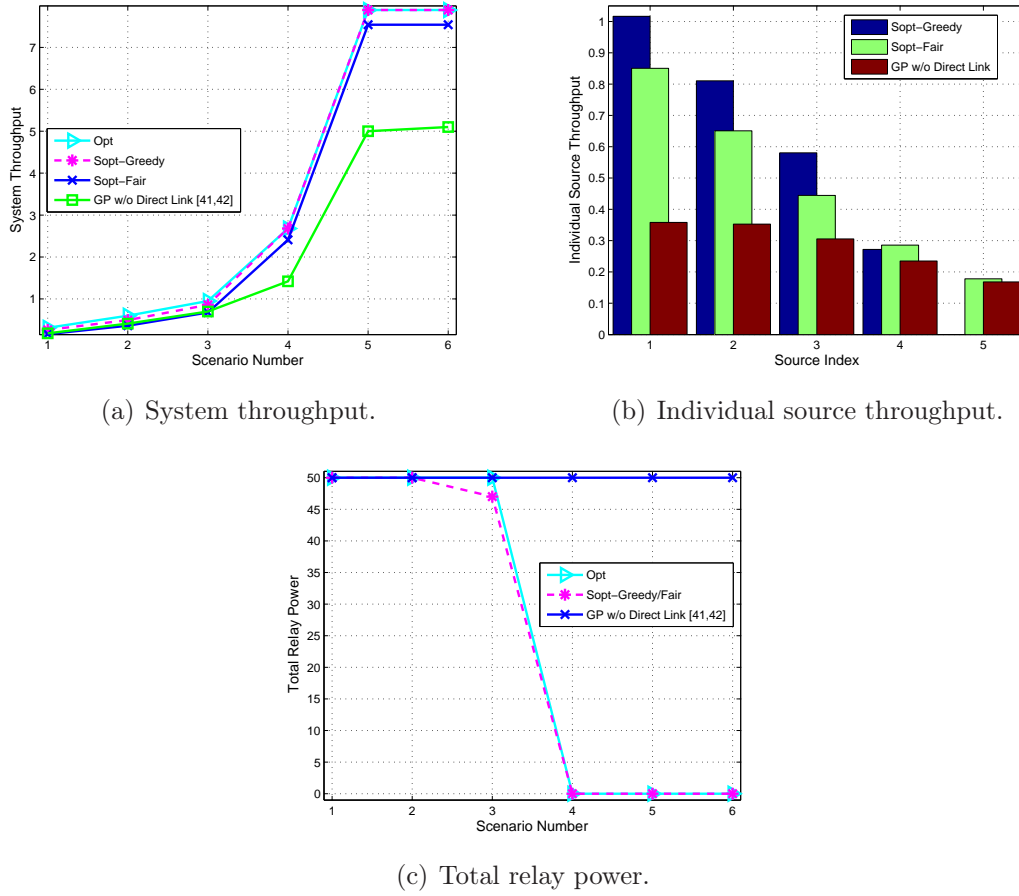 7
6
5
4
3
2
1
1 2 3 4 5 6
System Throughput
Scenario Number
Opt
Sopt-Greedy
Sopt-Fair
GP w/o Direct Link [41,42]
(a) System throughput.
1
0.9
0.8
0.7
0.6
0.5
0.4
0.3
0.2
0.1
0
1 2 3 4 5
Individual Source Throughput
Source Index
Sopt-Greedy
Sopt-Fair
GP w/o Direct Link
(b) Individual source throughput.
50
45
40
35
30
25
20
15
10
5
0
1 2 3 4 5 6
Total Relay Power
Scenario Number
Opt
Sopt-Greedy/Fair
GP w/o Direct Link [41,42]
(c) Total relay power.